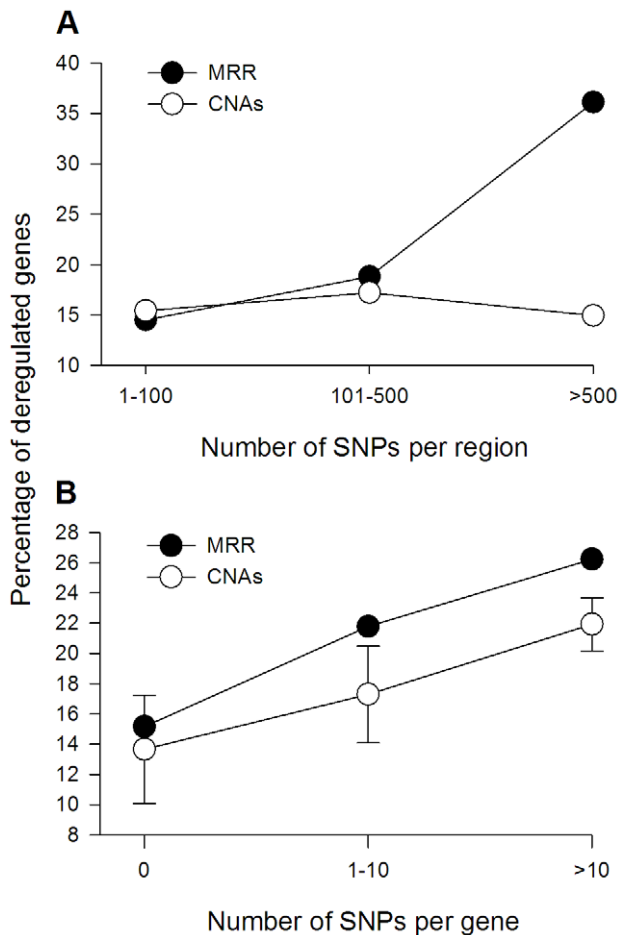 A
40
35
30
25
20
15
10
MRR
CNAs
1-100
101-500
>500
Number of SNPs per region
Percentage of deregulated genes
B
28
26
24
22
20
18
16
14
12
10
8
MRR
CNAs
0
1-10
>10
Number of SNPs per gene